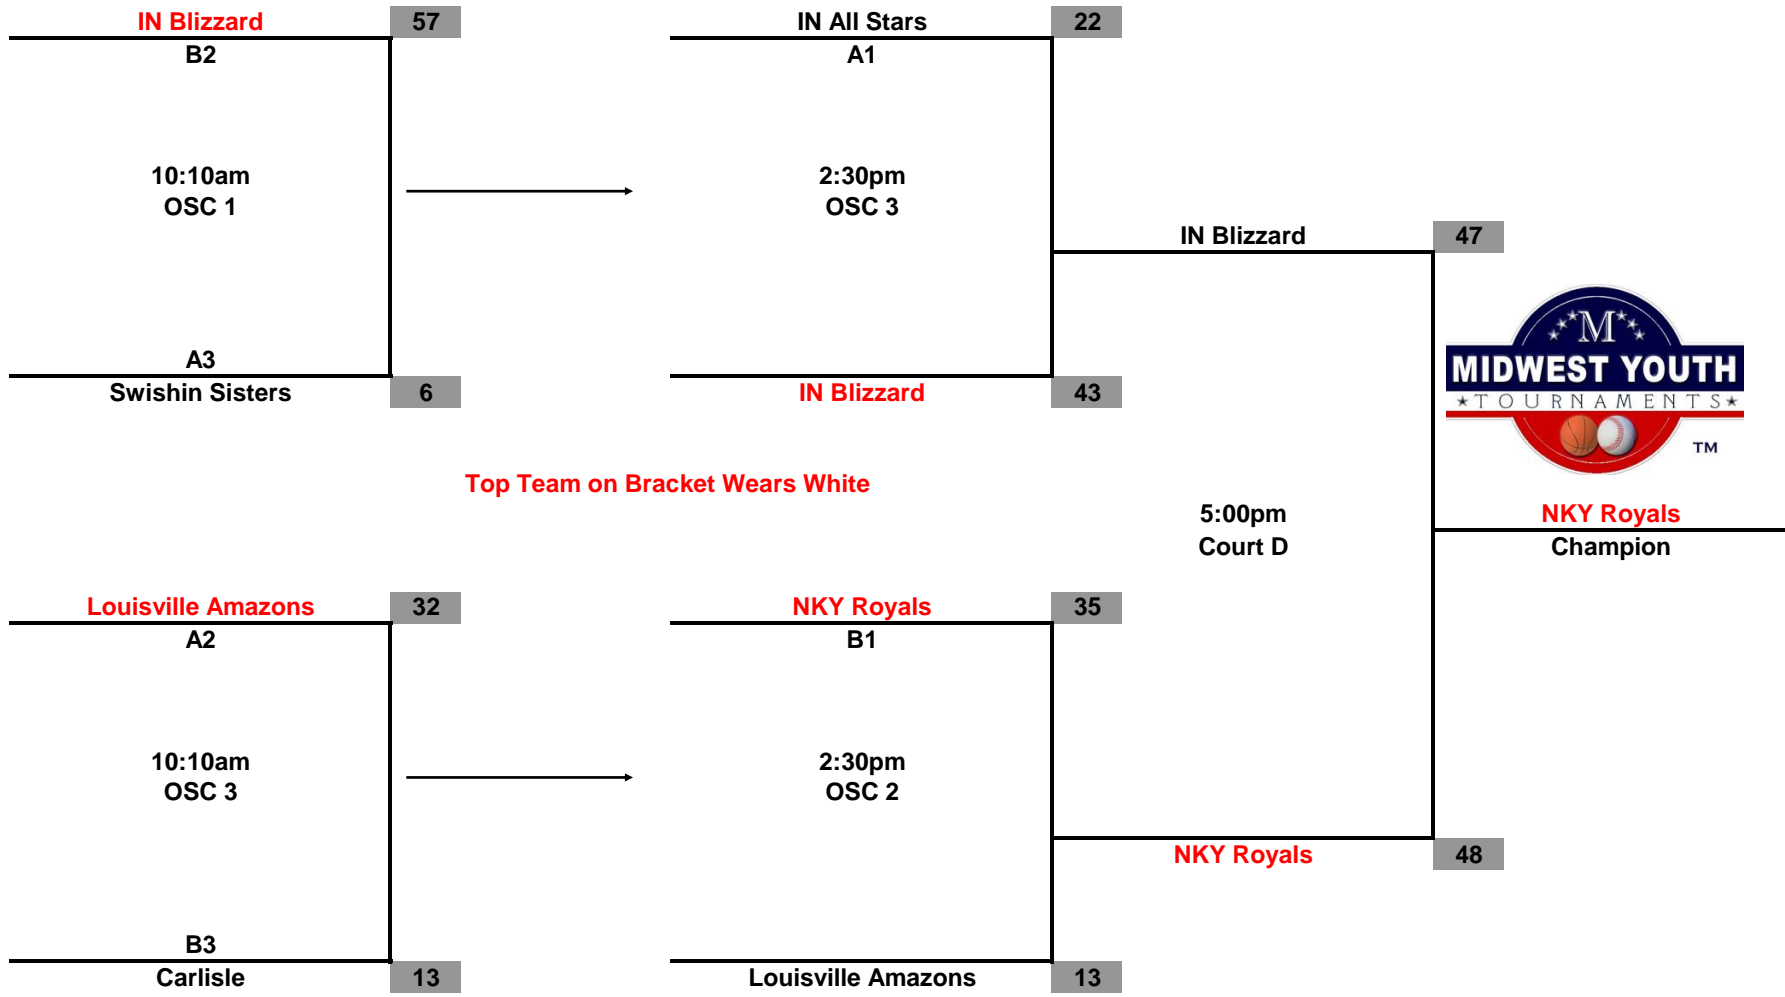 IN Blizzard 57
B2
10:10am
OSC 1
A3
Swishin Sisters 6
IN All Stars 22
A1
2:30pm
OSC 3
IN Blizzard 43
IN Blizzard 47
M
MIDWEST YOUTH
TOURNAMENTS
TM
Top Team on Bracket Wears White
5:00pm
Court D
NKY Royals
Champion
Louisville Amazons 32
A2
10:10am
OSC 3
B3
Carlisle 13
NKY Royals 35
B1
2:30pm
OSC 2
Louisville Amazons 13
NKY Royals 48